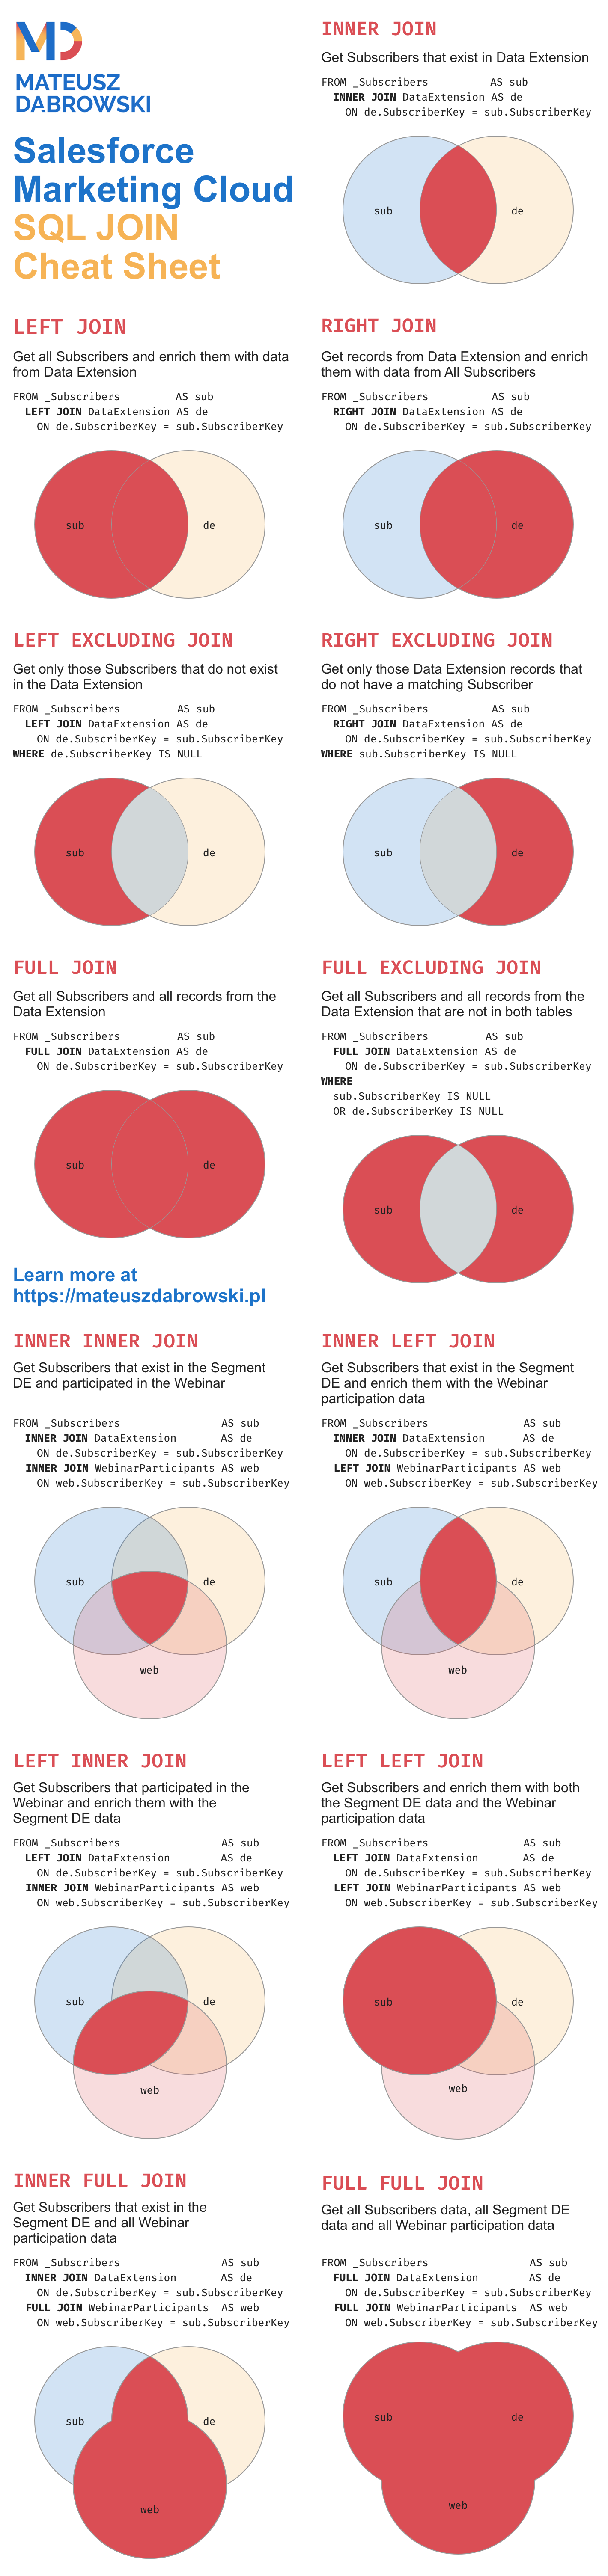 MD
MATEUSZ
DĄBROWSKI
Salesforce
Marketing Cloud
SQL JOIN
Cheat Sheet
INNER JOIN
Get Subscribers that exist in Data Extension
FROM _Subscribers AS sub
INNER JOIN DataExtension AS de
ON de.SubscriberKey = sub.SubscriberKey
sub
de
LEFT JOIN
Get all Subscribers and enrich them with data
from Data Extension
FROM _Subscribers AS sub
LEFT JOIN DataExtension AS de
ON de.SubscriberKey = sub.SubscriberKey
sub
de
RIGHT JOIN
Get records from Data Extension and enrich
them with data from All Subscribers
FROM _Subscribers AS sub
RIGHT JOIN DataExtension AS de
ON de.SubscriberKey = sub.SubscriberKey
sub
de
LEFT EXCLUDING JOIN
Get only those Subscribers that do not exist
in the Data Extension
FROM _Subscribers AS sub
LEFT JOIN DataExtension AS de
ON de.SubscriberKey = sub.SubscriberKey
WHERE de.SubscriberKey IS NULL
sub
de
RIGHT EXCLUDING JOIN
Get only those Data Extension records that
do not have a matching Subscriber
FROM _Subscribers AS sub
RIGHT JOIN DataExtension AS de
ON de.SubscriberKey = sub.SubscriberKey
WHERE sub.SubscriberKey IS NULL
sub
de
FULL JOIN
Get all Subscribers and all records from the
Data Extension
FROM _Subscribers AS sub
FULL JOIN DataExtension AS de
ON de.SubscriberKey = sub.SubscriberKey
sub
de
FULL EXCLUDING JOIN
Get all Subscribers and all records from the
Data Extension that are not in both tables
FROM _Subscribers AS sub
FULL JOIN DataExtension AS de
ON de.SubscriberKey = sub.SubscriberKey
WHERE
sub.SubscriberKey IS NULL
OR de.SubscriberKey IS NULL
sub
de
Learn more at
https://mateuszdabrowski.pl
INNER INNER JOIN
Get Subscribers that exist in the Segment
DE and participated in the Webinar
FROM _Subscribers AS sub
INNER JOIN DataExtension AS de
ON de.SubscriberKey = sub.SubscriberKey
INNER JOIN WebinarParticipants AS web
ON web.SubscriberKey = sub.SubscriberKey
sub
de
web
INNER LEFT JOIN
Get Subscribers that exist in the Segment
DE and enrich them with the Webinar
participation data
FROM _Subscribers AS sub
INNER JOIN DataExtension AS de
ON de.SubscriberKey = sub.SubscriberKey
LEFT JOIN WebinarParticipants AS web
ON web.SubscriberKey = sub.SubscriberKey
sub
de
web
LEFT INNER JOIN
Get Subscribers that participated in the
Webinar and enrich them with the
Segment DE data
FROM _Subscribers AS sub
LEFT JOIN DataExtension AS de
ON de.SubscriberKey = sub.SubscriberKey
INNER JOIN WebinarParticipants AS web
ON web.SubscriberKey = sub.SubscriberKey
sub
de
web
LEFT LEFT JOIN
Get Subscribers and enrich them with both
the Segment DE data and the Webinar
participation data
FROM _Subscribers AS sub
LEFT JOIN DataExtension AS de
ON de.SubscriberKey = sub.SubscriberKey
LEFT JOIN WebinarParticipants AS web
ON web.SubscriberKey = sub.SubscriberKey
sub
de
web
INNER FULL JOIN
Get Subscribers that exist in the
Segment DE and all Webinar
participation data
FROM _Subscribers AS sub
INNER JOIN DataExtension AS de
ON de.SubscriberKey = sub.SubscriberKey
FULL JOIN WebinarParticipants AS web
ON web.SubscriberKey = sub.SubscriberKey
sub
de
web
FULL FULL JOIN
Get all Subscribers data, all Segment DE
data and all Webinar participation data
FROM _Subscribers AS sub
FULL JOIN DataExtension AS de
ON de.SubscriberKey = sub.SubscriberKey
FULL JOIN WebinarParticipants AS web
ON web.SubscriberKey = sub.SubscriberKey
sub
de
web